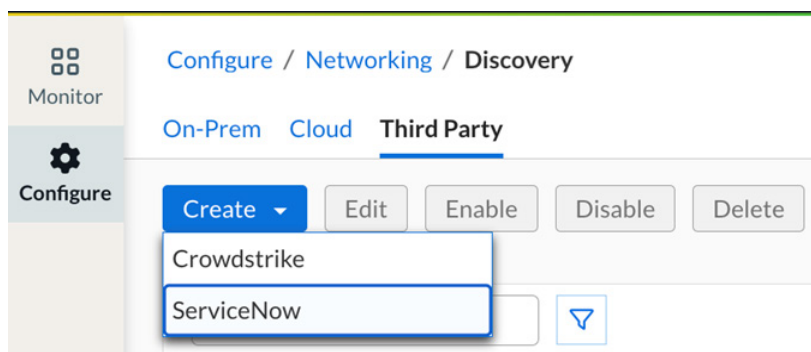 Configure / Networking / Discovery
Monitor
On-Prem Cloud Third Party
Configure
Create Edit Enable Disable Delete
Crowdstrike
ServiceNow